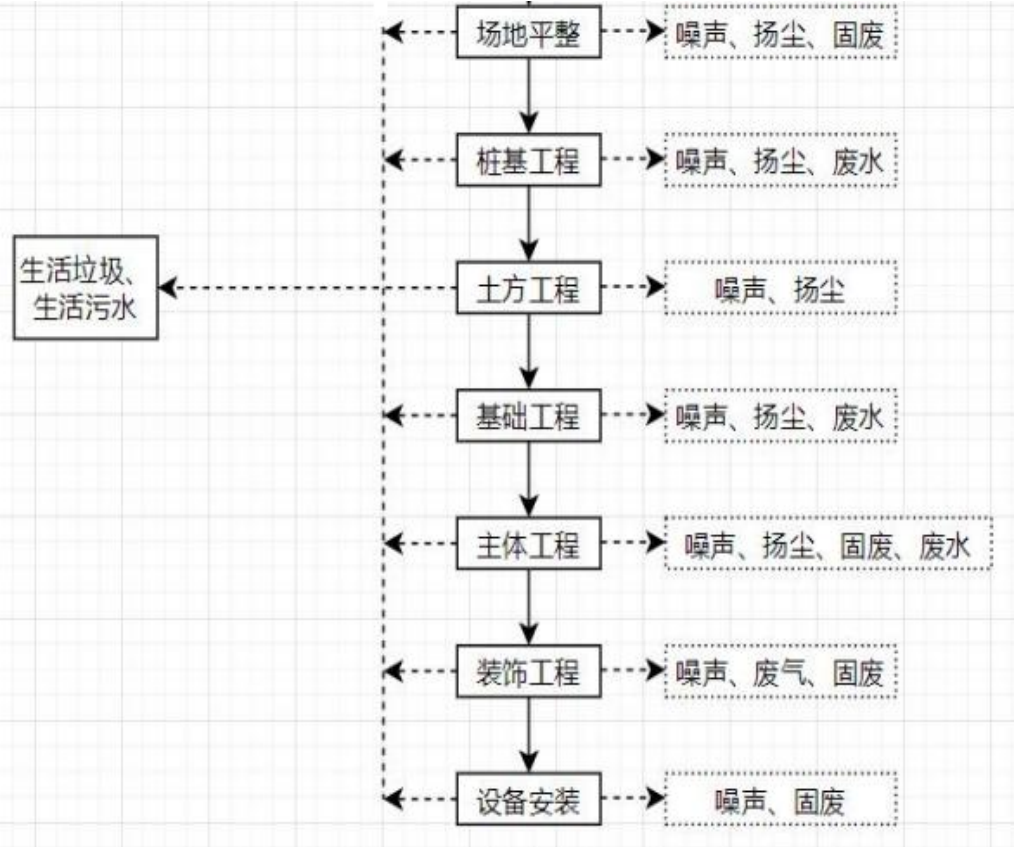 场地平整
噪声、扬尘、固废
桩基工程
噪声、扬尘、废水
生活垃圾、
生活污水
土方工程
噪声、扬尘
基础工程
噪声、扬尘、废水
主体工程
噪声、扬尘、固废、废水
装饰工程
噪声、废气、固废
设备安装
噪声、固废